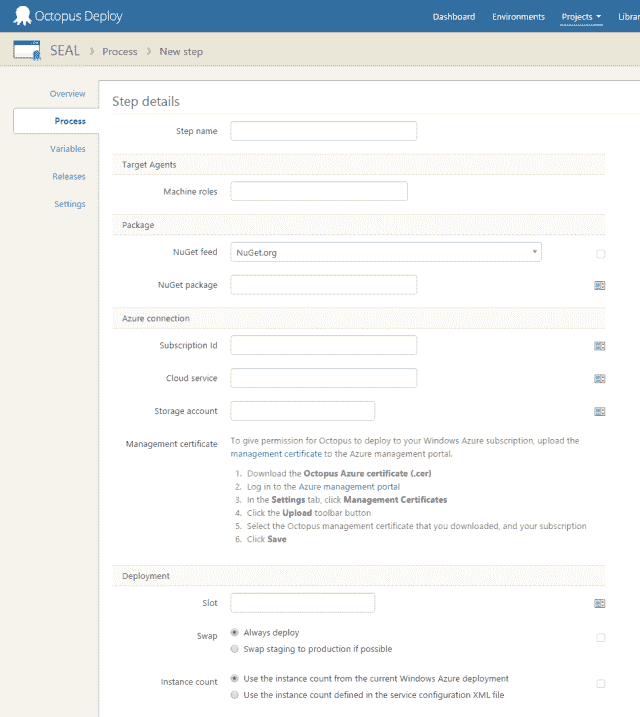 Octopus Deploy Dashboard Environments Projects Librar
SEAL Process New step
Overview
Process
Variables
Releases
Settings
Step details
Step name
Target Agents
Machine roles
Package
NuGet feed NuGet.org
NuGet package
Azure connection
Subscription Id
Cloud service
Storage account
Management certificate To give permission for Octopus to deploy to your Windows Azure subscription, upload the
management certificate to the Azure management portal.
1. Download the Octopus Azure certificate (.cer)
2. Log in to the Azure management portal
3. In the Settings tab, click Management Certificates
4. Click the Upload toolbar button
5. Select the Octopus management certificate that you downloaded, and your subscription
6. Click Save
Deployment
Slot
Swap Always deploy
Swap staging to production if possible
Instance count Use the instance count from the current Windows Azure deployment
Use the instance count defined in the service configuration XML file